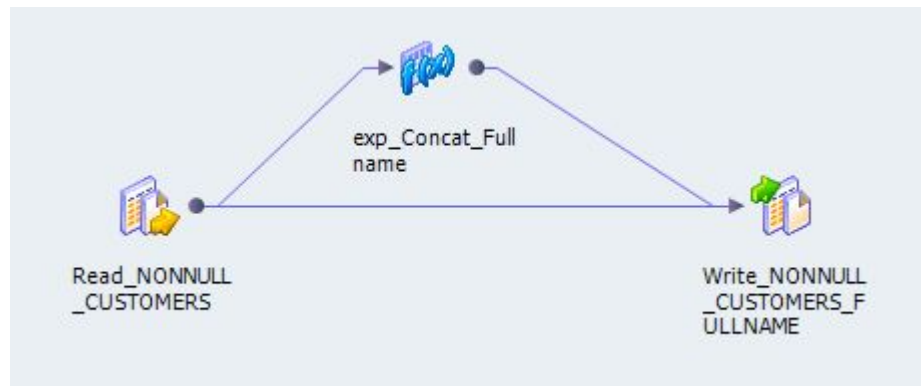 f(x)
exp_Concat_Full
name
Read_NONNULL
_CUSTOMERS
Write_NONNULL
_CUSTOMERS_F
ULLNAME